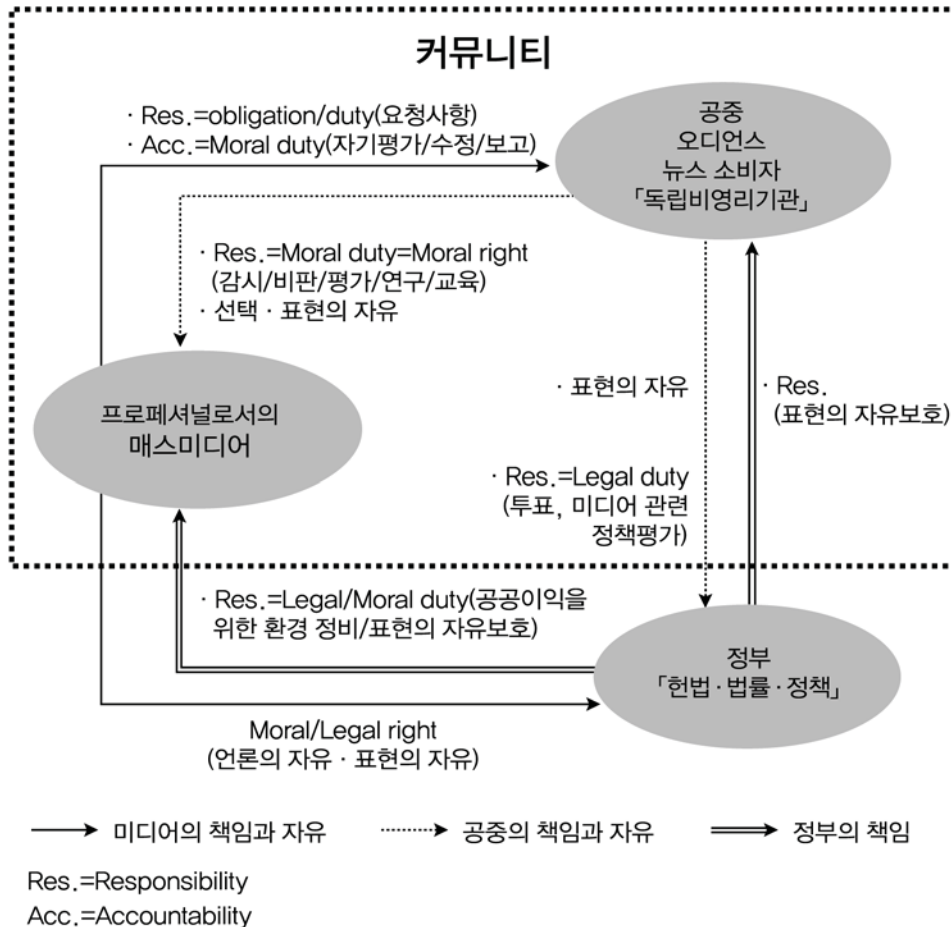 커뮤니티
· Res.=obligation/duty(요청사항)
· Acc.=Moral duty(자기평가/수정/보고)
공중
오디언스
뉴스 소비자
「독립비영리기관」
· Res.=Moral duty=Moral right
(감시/비판/평가/연구/교육)
· 선택 · 표현의 자유
프로페셔널로서의
매스미디어
· 표현의 자유
· Res.
(표현의 자유보호)
· Res.=Legal duty
(투표, 미디어 관련
정책평가)
· Res.=Legal/Moral duty(공공이익을
위한 환경 정비/표현의 자유보호)
정부
「헌법 · 법률 · 정책」
Moral/Legal right
(언론의 자유 · 표현의 자유)
미디어의 책임과 자유
공중의 책임과 자유
정부의 책임
Res.=Responsibility
Acc.=Accountability